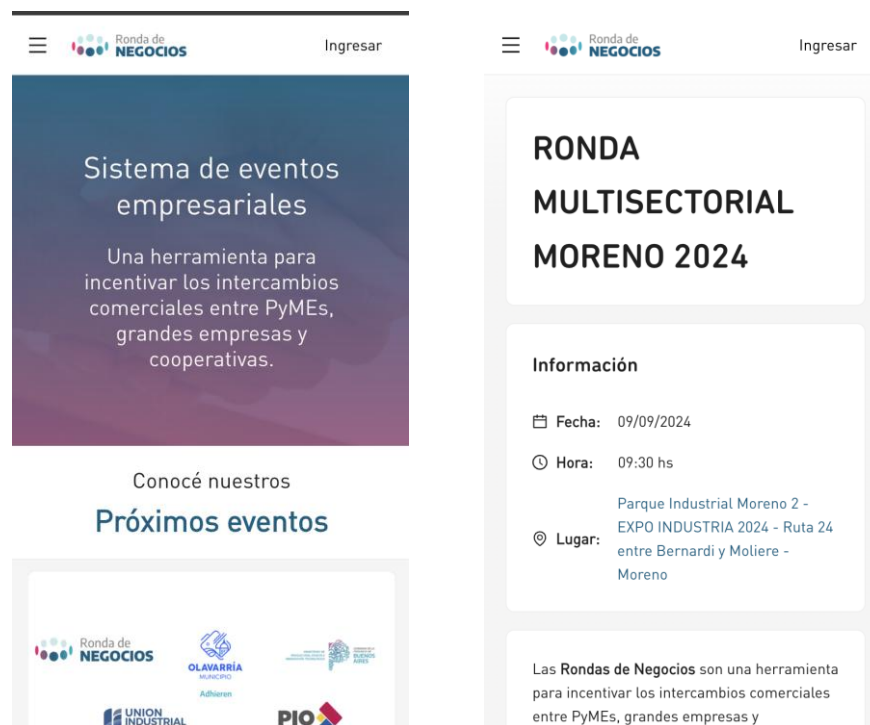 Ronda de
NEGOCIOS
Ingresar
Sistema de eventos
empresariales
Una herramienta para
incentivar los intercambios
comerciales entre PyMEs,
grandes empresas y
cooperativas.
Conocé nuestros
Próximos eventos
Ronda de
NEGOCIOS
OLAVARRÍA
MUNICIPIO
Adhieren
BUENOS
AIRES
UNION
INDUSTRIAL
PIO
Ronda de
NEGOCIOS
Ingresar
RONDA
MULTISECTORIAL
MORENO 2024
Información
Fecha: 09/09/2024
Hora: 09:30 hs
Lugar: Parque Industrial Moreno 2 -
EXPO INDUSTRIA 2024 - Ruta 24
entre Bernardi y Moliere -
Moreno
Las Rondas de Negocios son una herramienta
para incentivar los intercambios comerciales
entre PyMEs, grandes empresas y